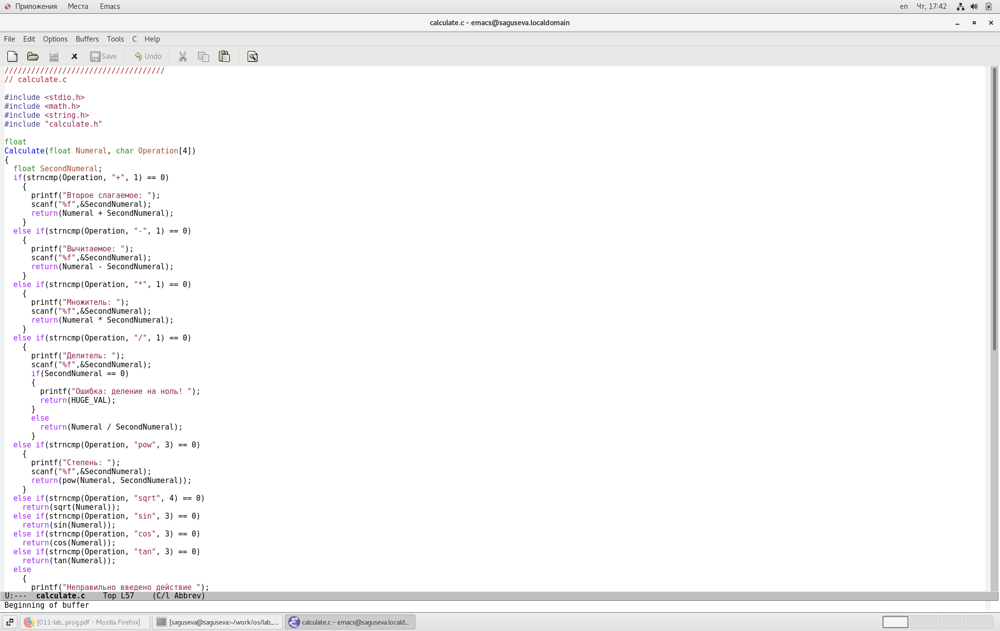 Приложения Места Emacs en Чт, 17:42
calculate.c - emacs@saguseva.localdomain
File Edit Options Buffers Tools C Help
Save Undo
////////////////////////////////////
// calculate.c

#include <stdio.h>
#include <math.h>
#include <string.h>
#include "calculate.h"

float
Calculate(float Numeral, char Operation[4])
{
  float SecondNumeral;
  if(strncmp(Operation, "+", 1) == 0)
    {
      printf("Второе слагаемое: ");
      scanf("%f",&SecondNumeral);
      return(Numeral + SecondNumeral);
    }
  else if(strncmp(Operation, "-", 1) == 0)
    {
      printf("Вычитаемое: ");
      scanf("%f",&SecondNumeral);
      return(Numeral - SecondNumeral);
    }
  else if(strncmp(Operation, "*", 1) == 0)
    {
      printf("Множитель: ");
      scanf("%f",&SecondNumeral);
      return(Numeral * SecondNumeral);
    }
  else if(strncmp(Operation, "/", 1) == 0)
    {
      printf("Делитель: ");
      scanf("%f",&SecondNumeral);
      if(SecondNumeral == 0)
      {
        printf("Ошибка: деление на ноль! ");
        return(HUGE_VAL);
      }
      else
        return(Numeral / SecondNumeral);
      }
  else if(strncmp(Operation, "pow", 3) == 0)
    {
      printf("Степень: ");
      scanf("%f",&SecondNumeral);
      return(pow(Numeral, SecondNumeral));
    }
  else if(strncmp(Operation, "sqrt", 4) == 0)
    return(sqrt(Numeral));
  else if(strncmp(Operation, "sin", 3) == 0)
    return(sin(Numeral));
  else if(strncmp(Operation, "cos", 3) == 0)
    return(cos(Numeral));
  else if(strncmp(Operation, "tan", 3) == 0)
    return(tan(Numeral));
  else
    {
      printf("Неправильно введено действие ");
U:--- calculate.c Top L57 (C/l Abbrev)
Beginning of buffer
[011-lab_prog.pdf - Mozilla Firefox] [saguseva@saguseva:~/work/os/lab_... calculate.c - emacs@saguseva.locald...